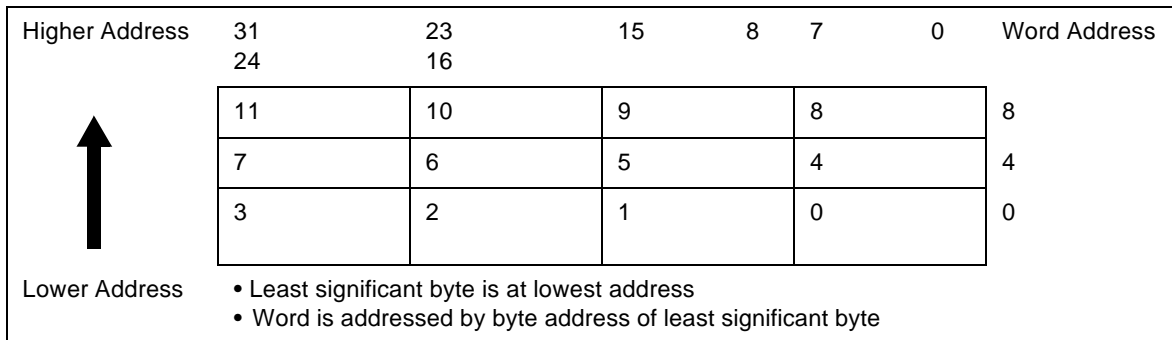 Higher Address 31 23 15 8 7 0 Word Address
24 16
11 10 9 8 8
7 6 5 4 4
3 2 1 0 0
Lower Address • Least significant byte is at lowest address
• Word is addressed by byte address of least significant byte